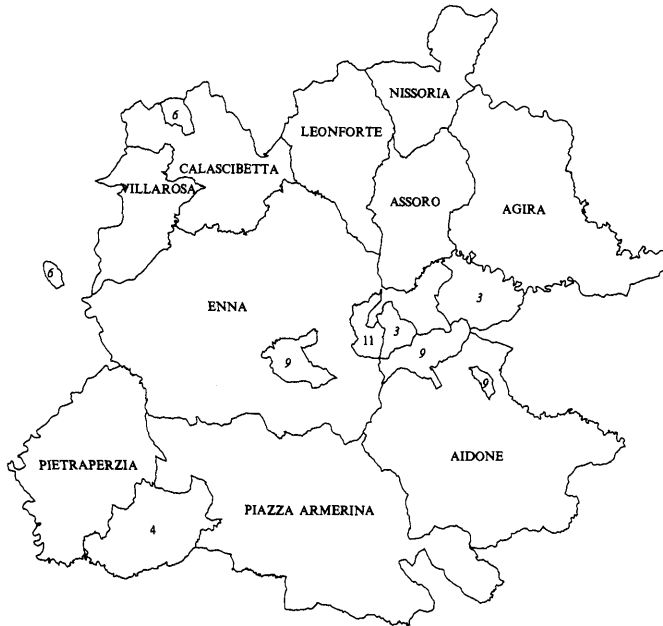 NISSORIA
6
LEONFORTE
CALASCIBETTA
VILLAROSA
ASSORO
AGIRA
6
ENNA
3
11
3
9
9
9
PIETRAPERZIA
AIDONE
PIAZZA ARMERINA
4